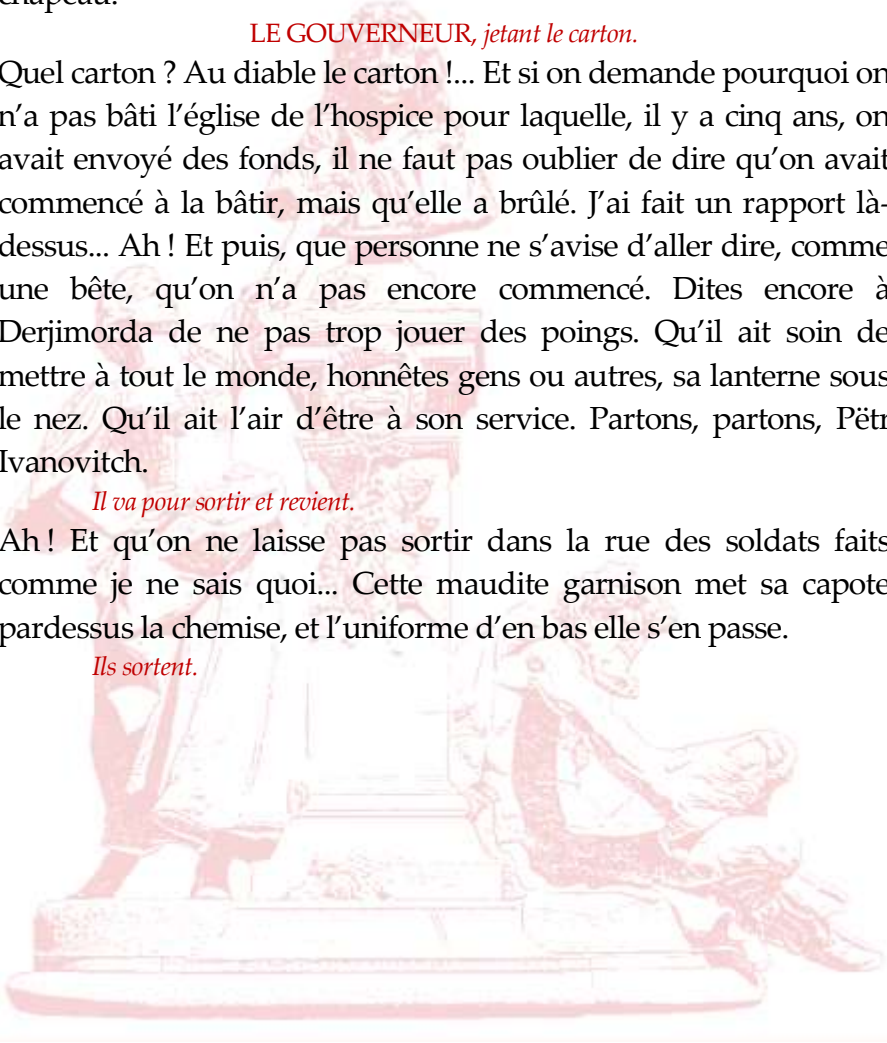 chapeau.
LE GOUVERNEUR, jetant le carton.
Quel carton ? Au diable le carton !... Et si on demande pourquoi on
n’a pas bâti l’église de l’hospice pour laquelle, il y a cinq ans, on
avait envoyé des fonds, il ne faut pas oublier de dire qu’on avait
commencé à la bâtir, mais qu’elle a brûlé. J’ai fait un rapport là-
dessus... Ah ! Et puis, que personne ne s’avise d’aller dire, comme
une bête, qu’on n’a pas encore commencé. Dites encore à
Derjimorda de ne pas trop jouer des poings. Qu’il ait soin de
mettre à tout le monde, honnêtes gens ou autres, sa lanterne sous
le nez. Qu’il ait l’air d’être à son service. Partons, partons, Pëtr
Ivanovitch.
Il va pour sortir et revient.
Ah ! Et qu’on ne laisse pas sortir dans la rue des soldats faits
comme je ne sais quoi... Cette maudite garnison met sa capote
pardessus la chemise, et l’uniforme d’en bas elle s’en passe.
Ils sortent.